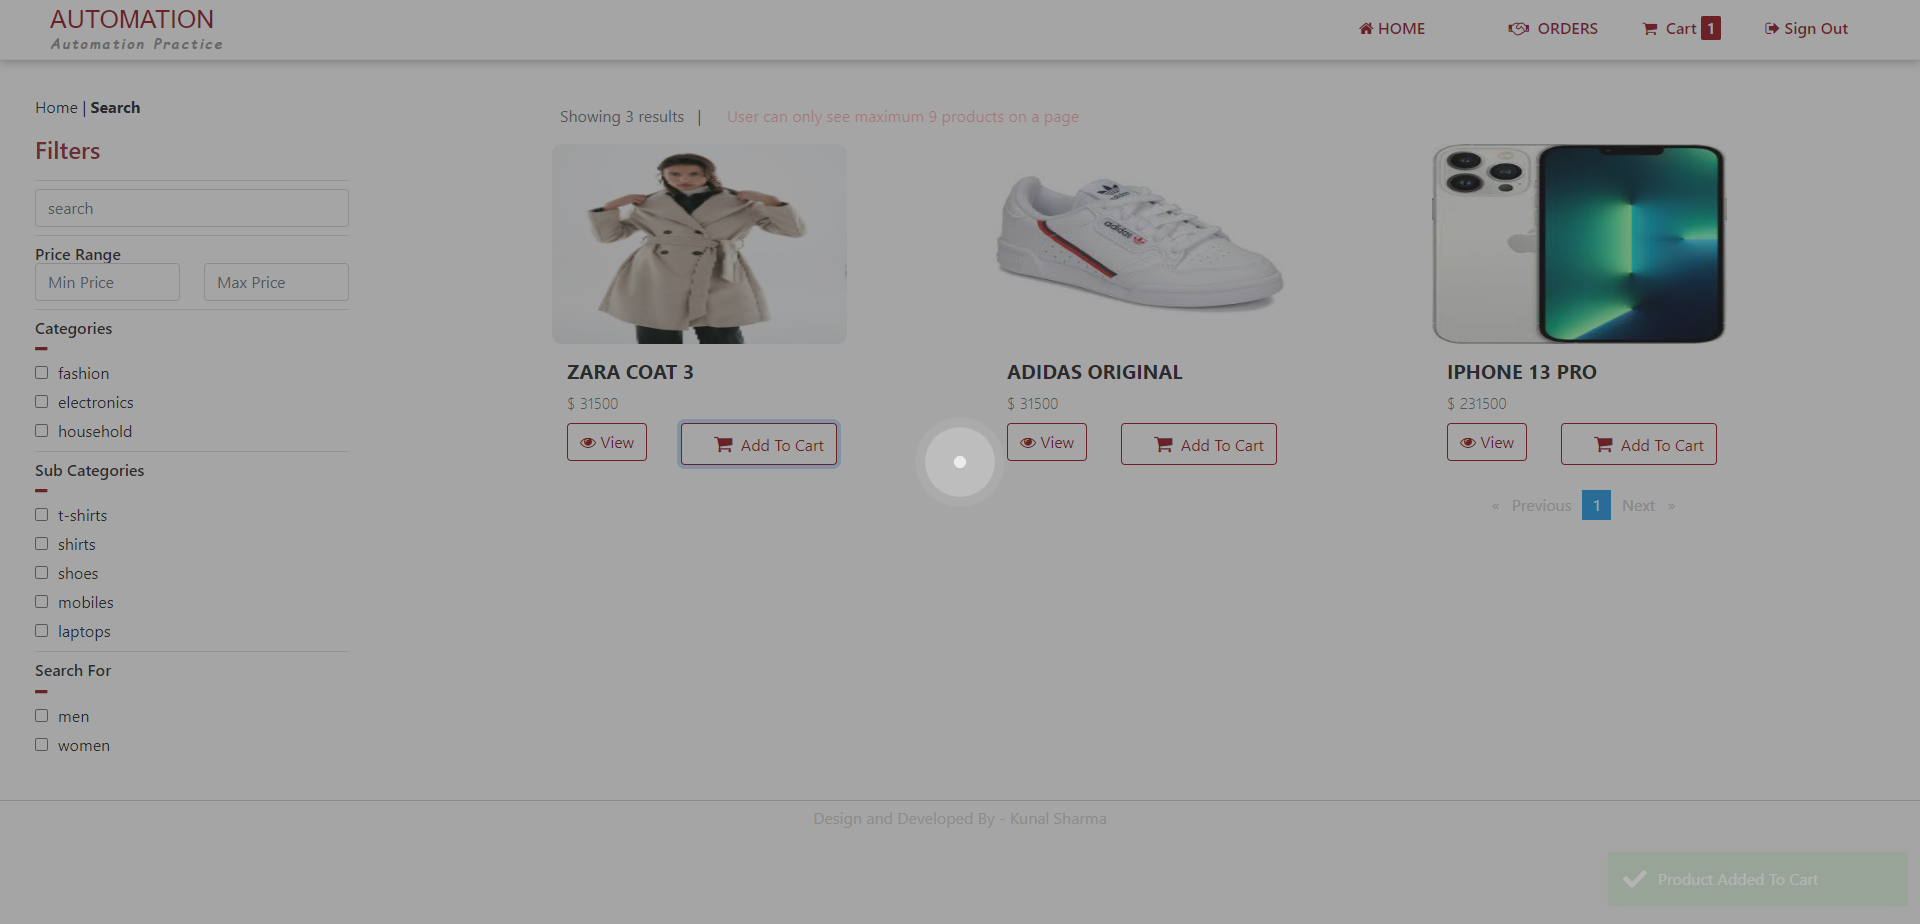 AUTOMATION
Automation Practice
HOME
ORDERS
Cart 1
Sign Out
Home | Search
Filters
search
Price Range
Min Price
Max Price
Categories
fashion
electronics
household
Sub Categories
t-shirts
shirts
shoes
mobiles
laptops
Search For
men
women
Showing 3 results |
User can only see maximum 9 products on a page
adidas
ZARA COAT 3
$ 31500
View
Add To Cart
ADIDAS ORIGINAL
$ 31500
View
Add To Cart
IPHONE 13 PRO
$ 231500
View
Add To Cart
« Previous 1 Next »
Design and Developed By - Kunal Sharma
Product Added To Cart